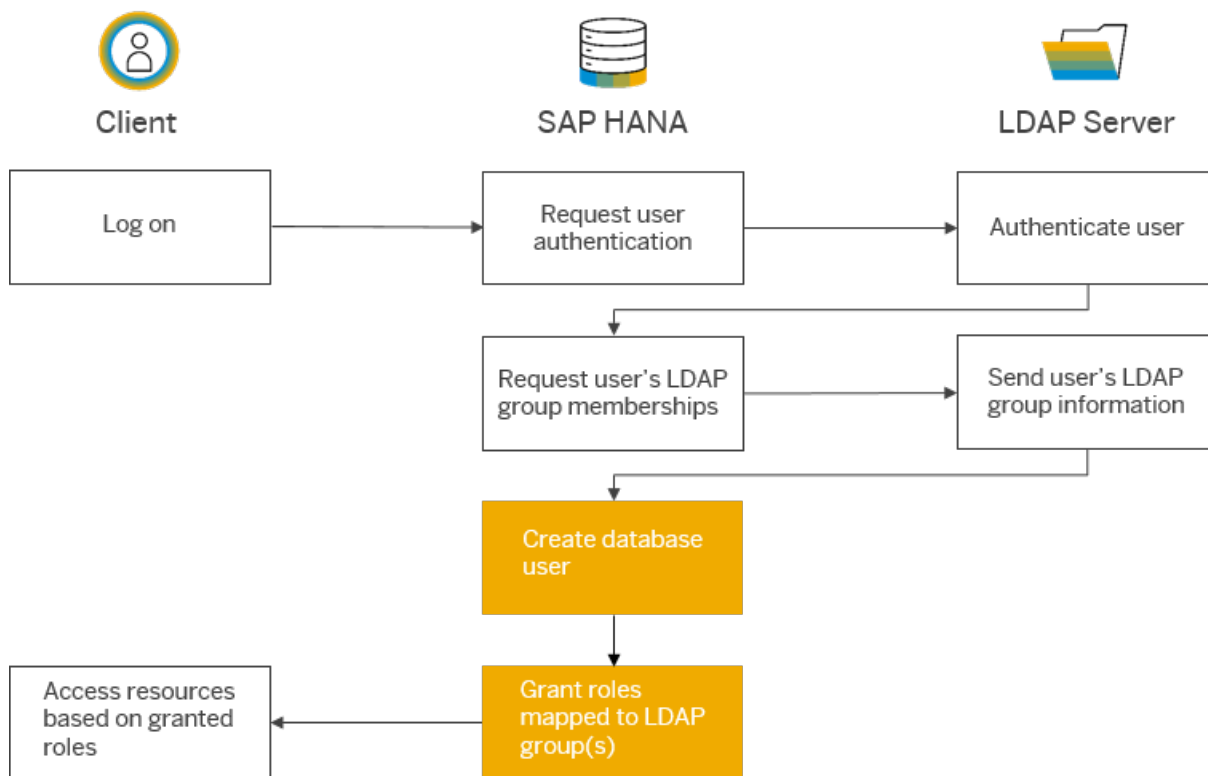 Client
SAP HANA
LDAP Server
Log on
Request user
authentication
Authenticate user
Request user’s LDAP
group memberships
Send user’s LDAP
group information
Create database
user
Grant roles
mapped to LDAP
group(s)
Access resources
based on granted
roles